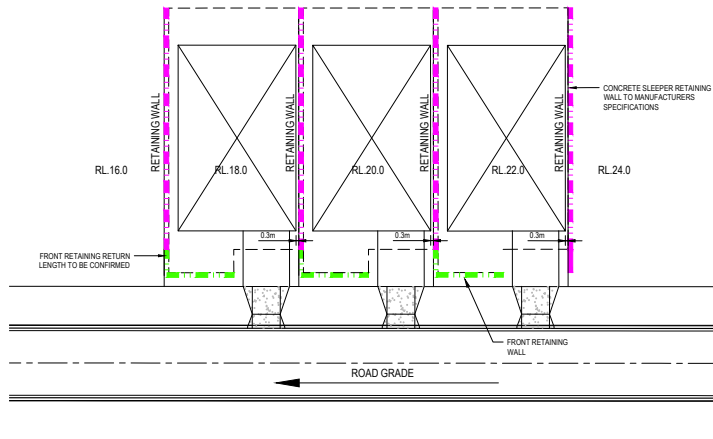 CONCRETE SLEEPER RETAINING
WALL TO MANUFACTURERS
SPECIFICATIONS
RETAINING WALL
RETAINING WALL
RETAINING WALL
RETAINING WALL
RL.16.0
RL.18.0
RL.20.0
RL.22.0
RL.24.0
0.3m
0.3m
0.3m
FRONT RETAINING RETURN
LENGTH TO BE CONFIRMED
FRONT RETAINING
WALL
ROAD GRADE